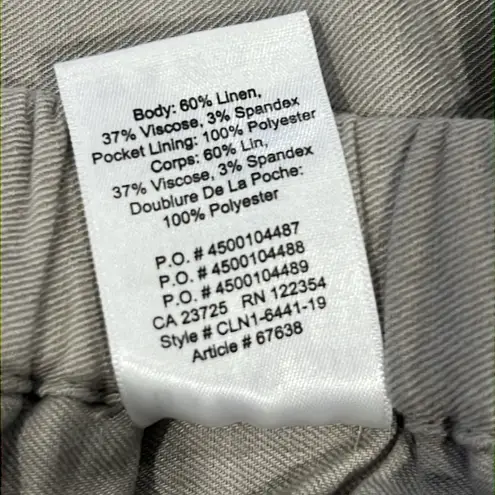 Body: 60% Linen,
37% Viscose, 3% Spandex
Pocket Lining: 100% Polyester
Corps: 60% Lin,
37% Viscose, 3% Spandex
Doublure De La Poche:
100% Polyester
P.O. # 4500104487
P.O. # 4500104488
P.O. # 4500104489
CA 23725 RN 122354
Style # CLN1-6441-19
Article # 67638